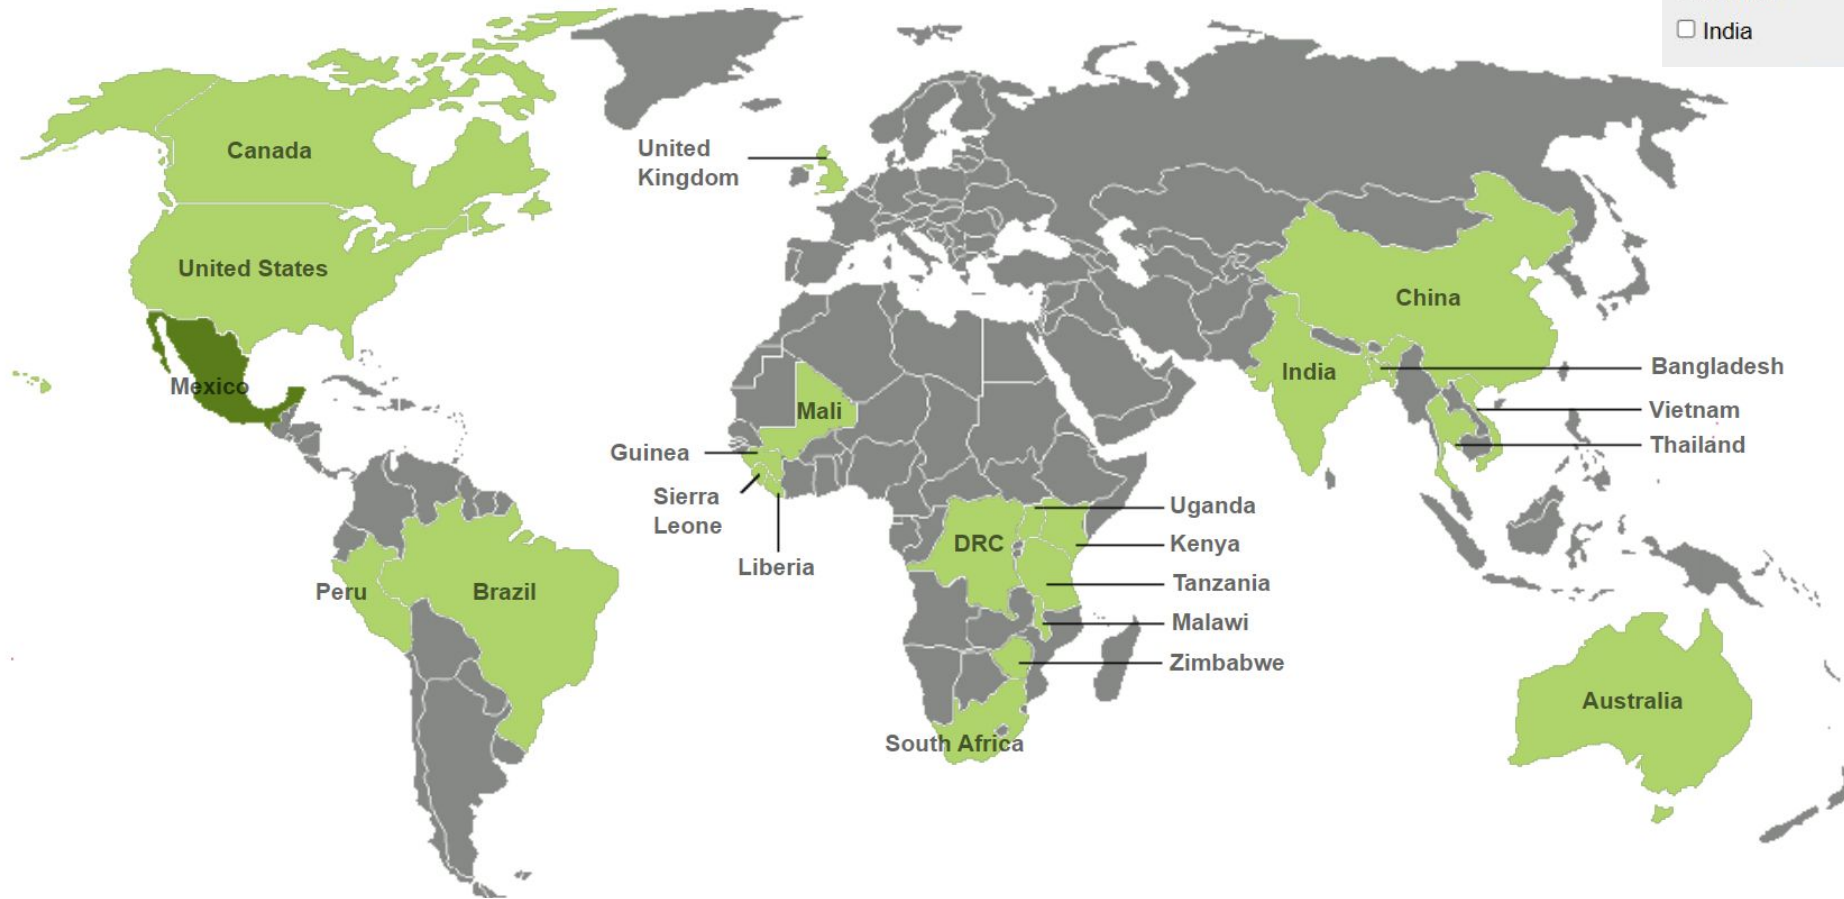 India
United
Kingdom
Canada
United States
China
Mexico
India
Bangladesh
Mali
Vietnam
Thailand
Guinea
Sierra
Leone
Liberia
Uganda
DRC
Kenya
Tanzania
Peru
Brazil
Malawi
Zimbabwe
Australia
South Africa